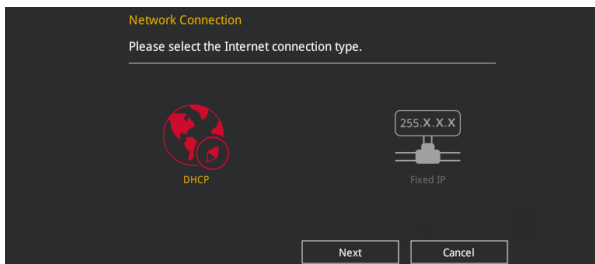 Network Connection
Please select the Internet connection type.
255.X.X.X
DHCP
Fixed IP
Next
Cancel